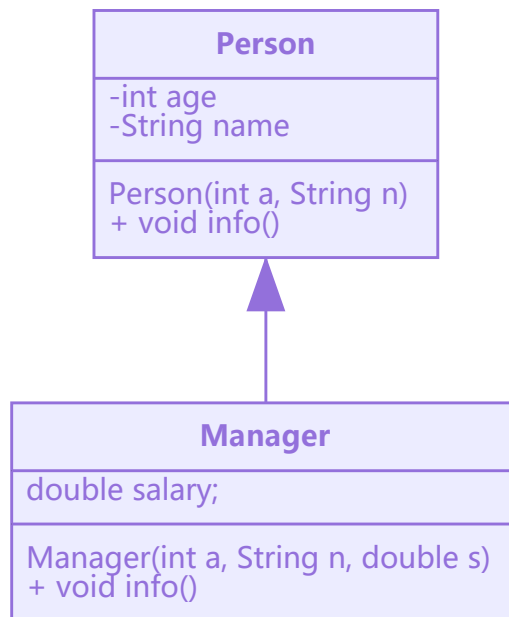 Person
-int age
-String name
Person(int a, String n)
+ void info()
Manager
double salary;
Manager(int a, String n, double s)
+ void info()